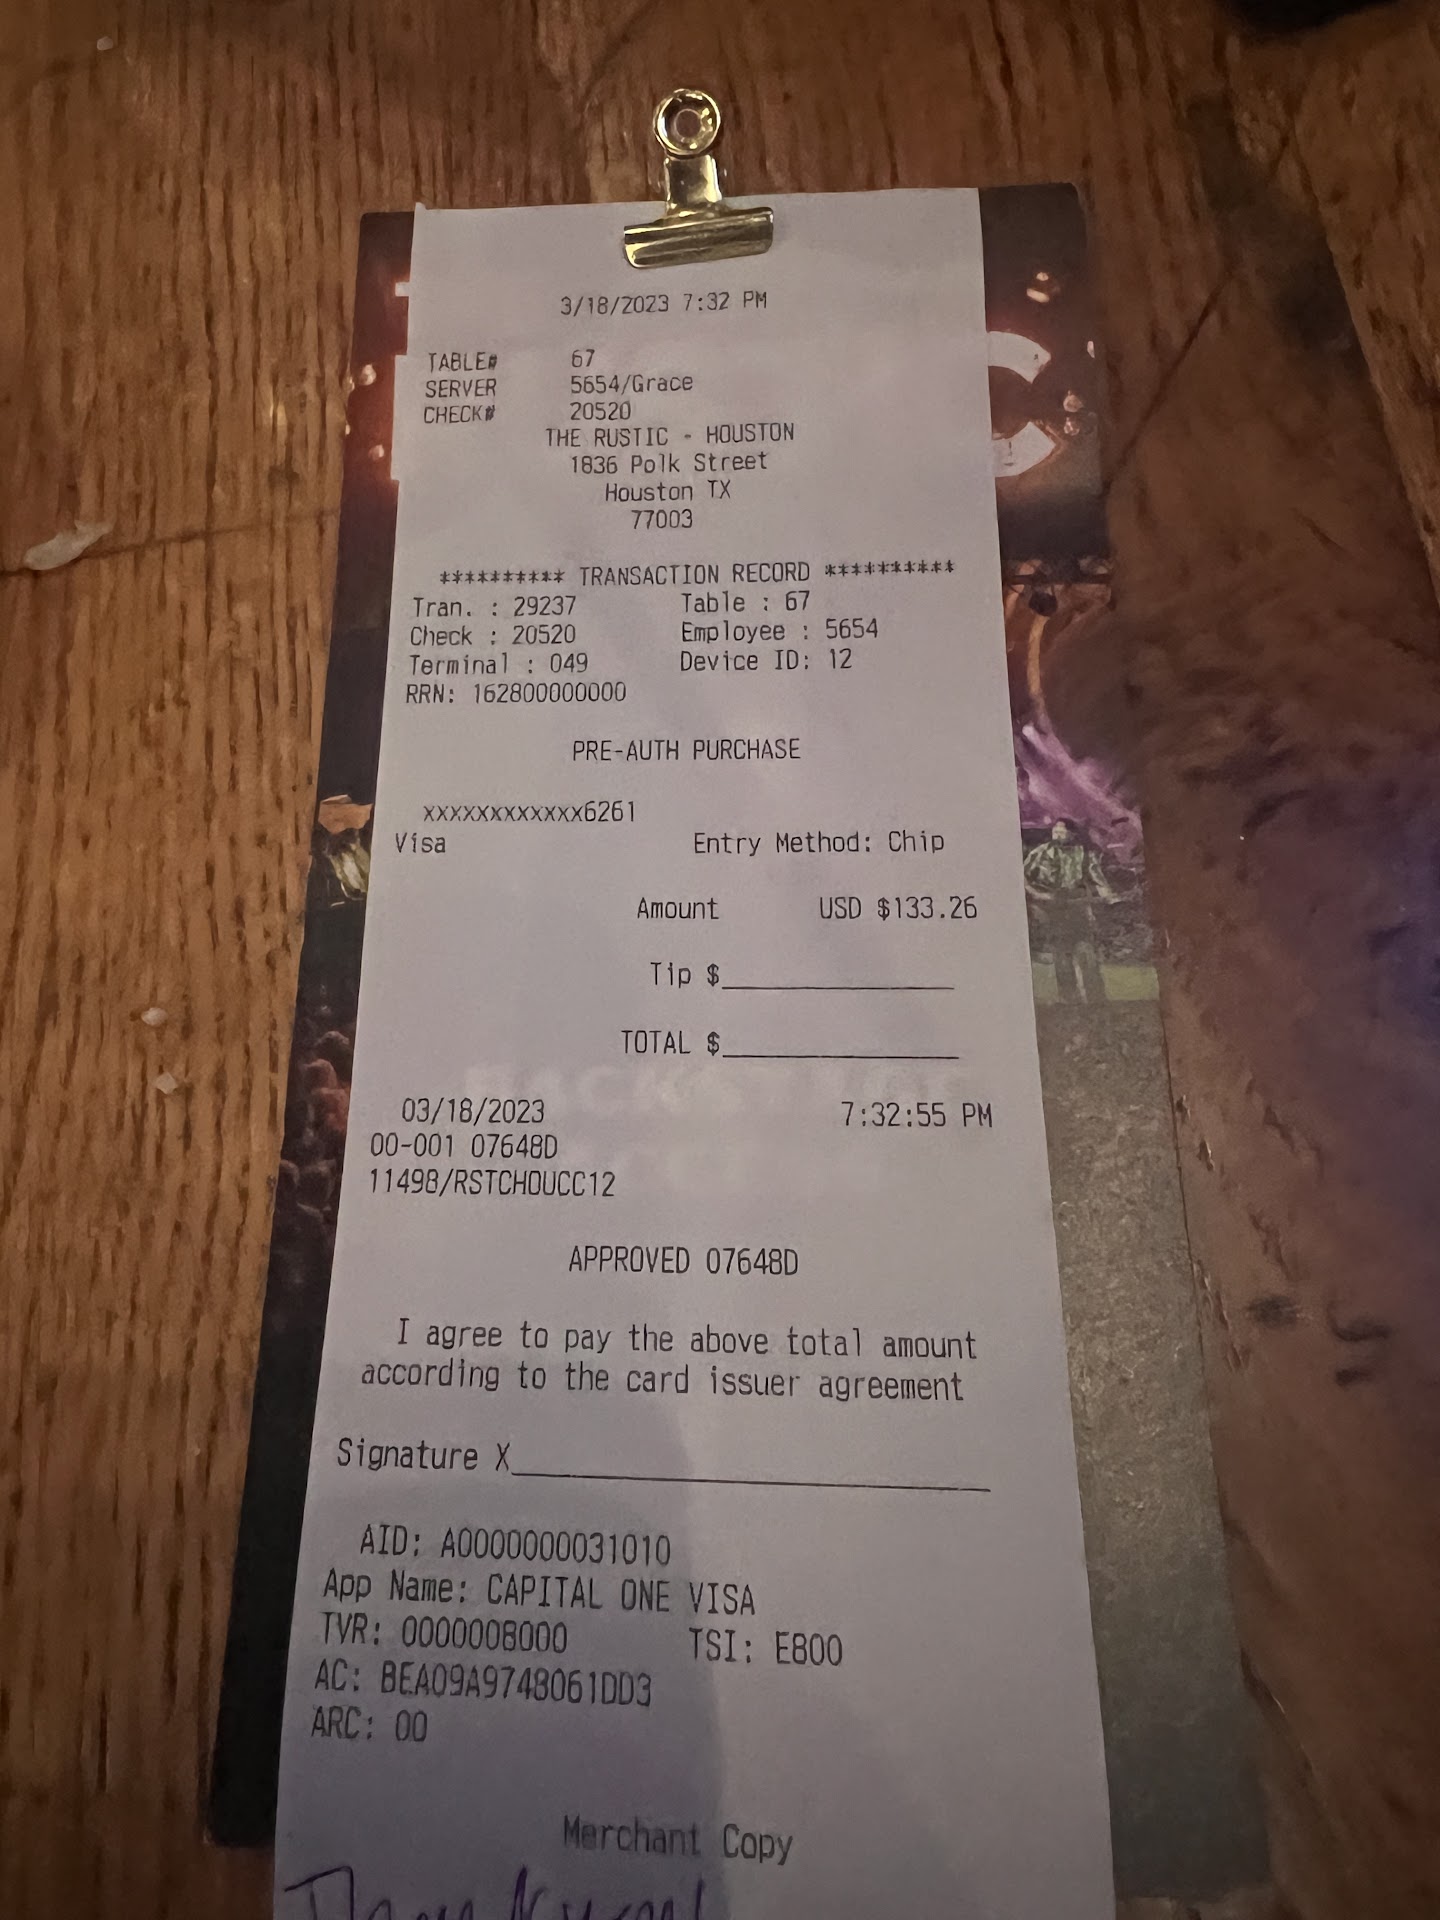 3/18/2023 7:32 PM
TABLE# 67
SERVER 5654/Grace
CHECK# 20520
THE RUSTIC - HOUSTON
1836 Polk Street
Houston TX
77003
********** TRANSACTION RECORD **********
Tran. : 29237 Table : 67
Check : 20520 Employee : 5654
Terminal : 049 Device ID: 12
RRN: 162800000000
PRE-AUTH PURCHASE
xxxxxxxxxxxx6261
Visa Entry Method: Chip
Amount USD $133.26
Tip $
TOTAL $
03/18/2023 7:32:55 PM
00-001 07648D
11498/RSTCHOUCC12
APPROVED 07648D
I agree to pay the above total amount
according to the card issuer agreement
Signature X
AID: A0000000031010
App Name: CAPITAL ONE VISA
TVR: 0000008000 TSI: E800
AC: BEA09A9748061DD3
ARC: 00
Merchant Copy